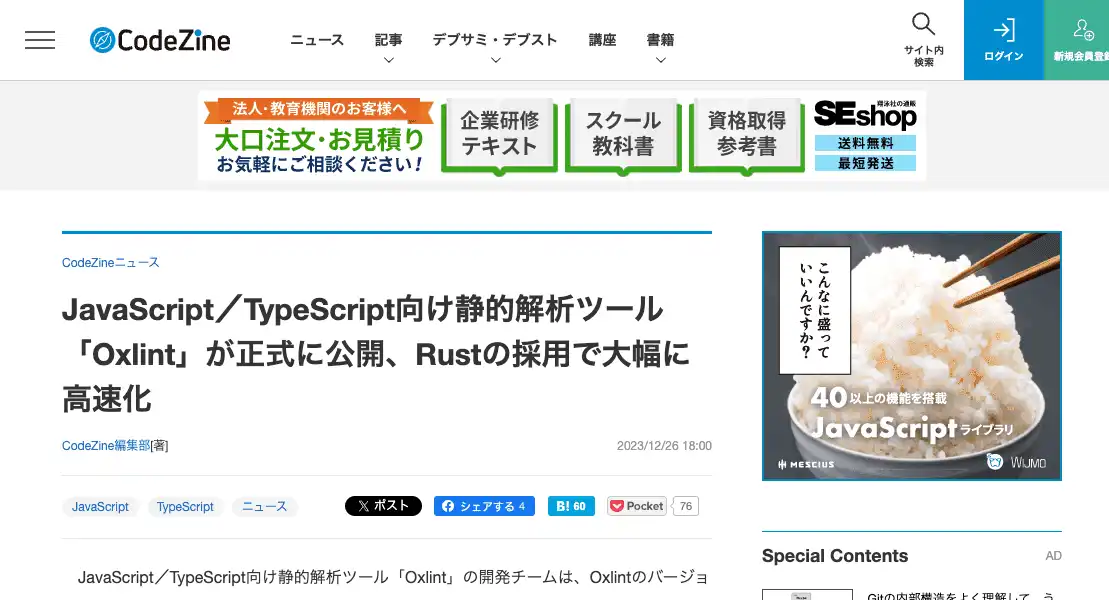 CodeZine
ニュース
記事
デブサミ・デブスト
講座
書籍
サイト内
検索
ログイン
新規会員登録
法人・教育機関のお客様へ
大口注文・お見積り
お気軽にご相談ください!
企業研修
テキスト
スクール
教科書
資格取得
参考書
翔泳社の通販
SEshop
送料無料
最短発送
CodeZineニュース
JavaScript／TypeScript向け静的解析ツール
「Oxlint」が正式に公開、Rustの採用で大幅に
高速化
CodeZine編集部[著]
2023/12/26 18:00
JavaScript
TypeScript
ニュース
ポスト
シェアする 4
B! 60
Pocket
76
JavaScript／TypeScript向け静的解析ツール「Oxlint」の開発チームは、Oxlintのバージョ
こんなに盛って
いいんですか?
40以上の機能を搭載
JavaScriptライブラリ
MESCIUS
WIJMO
Special Contents
AD
Gitの内部構造をよく理解して、う